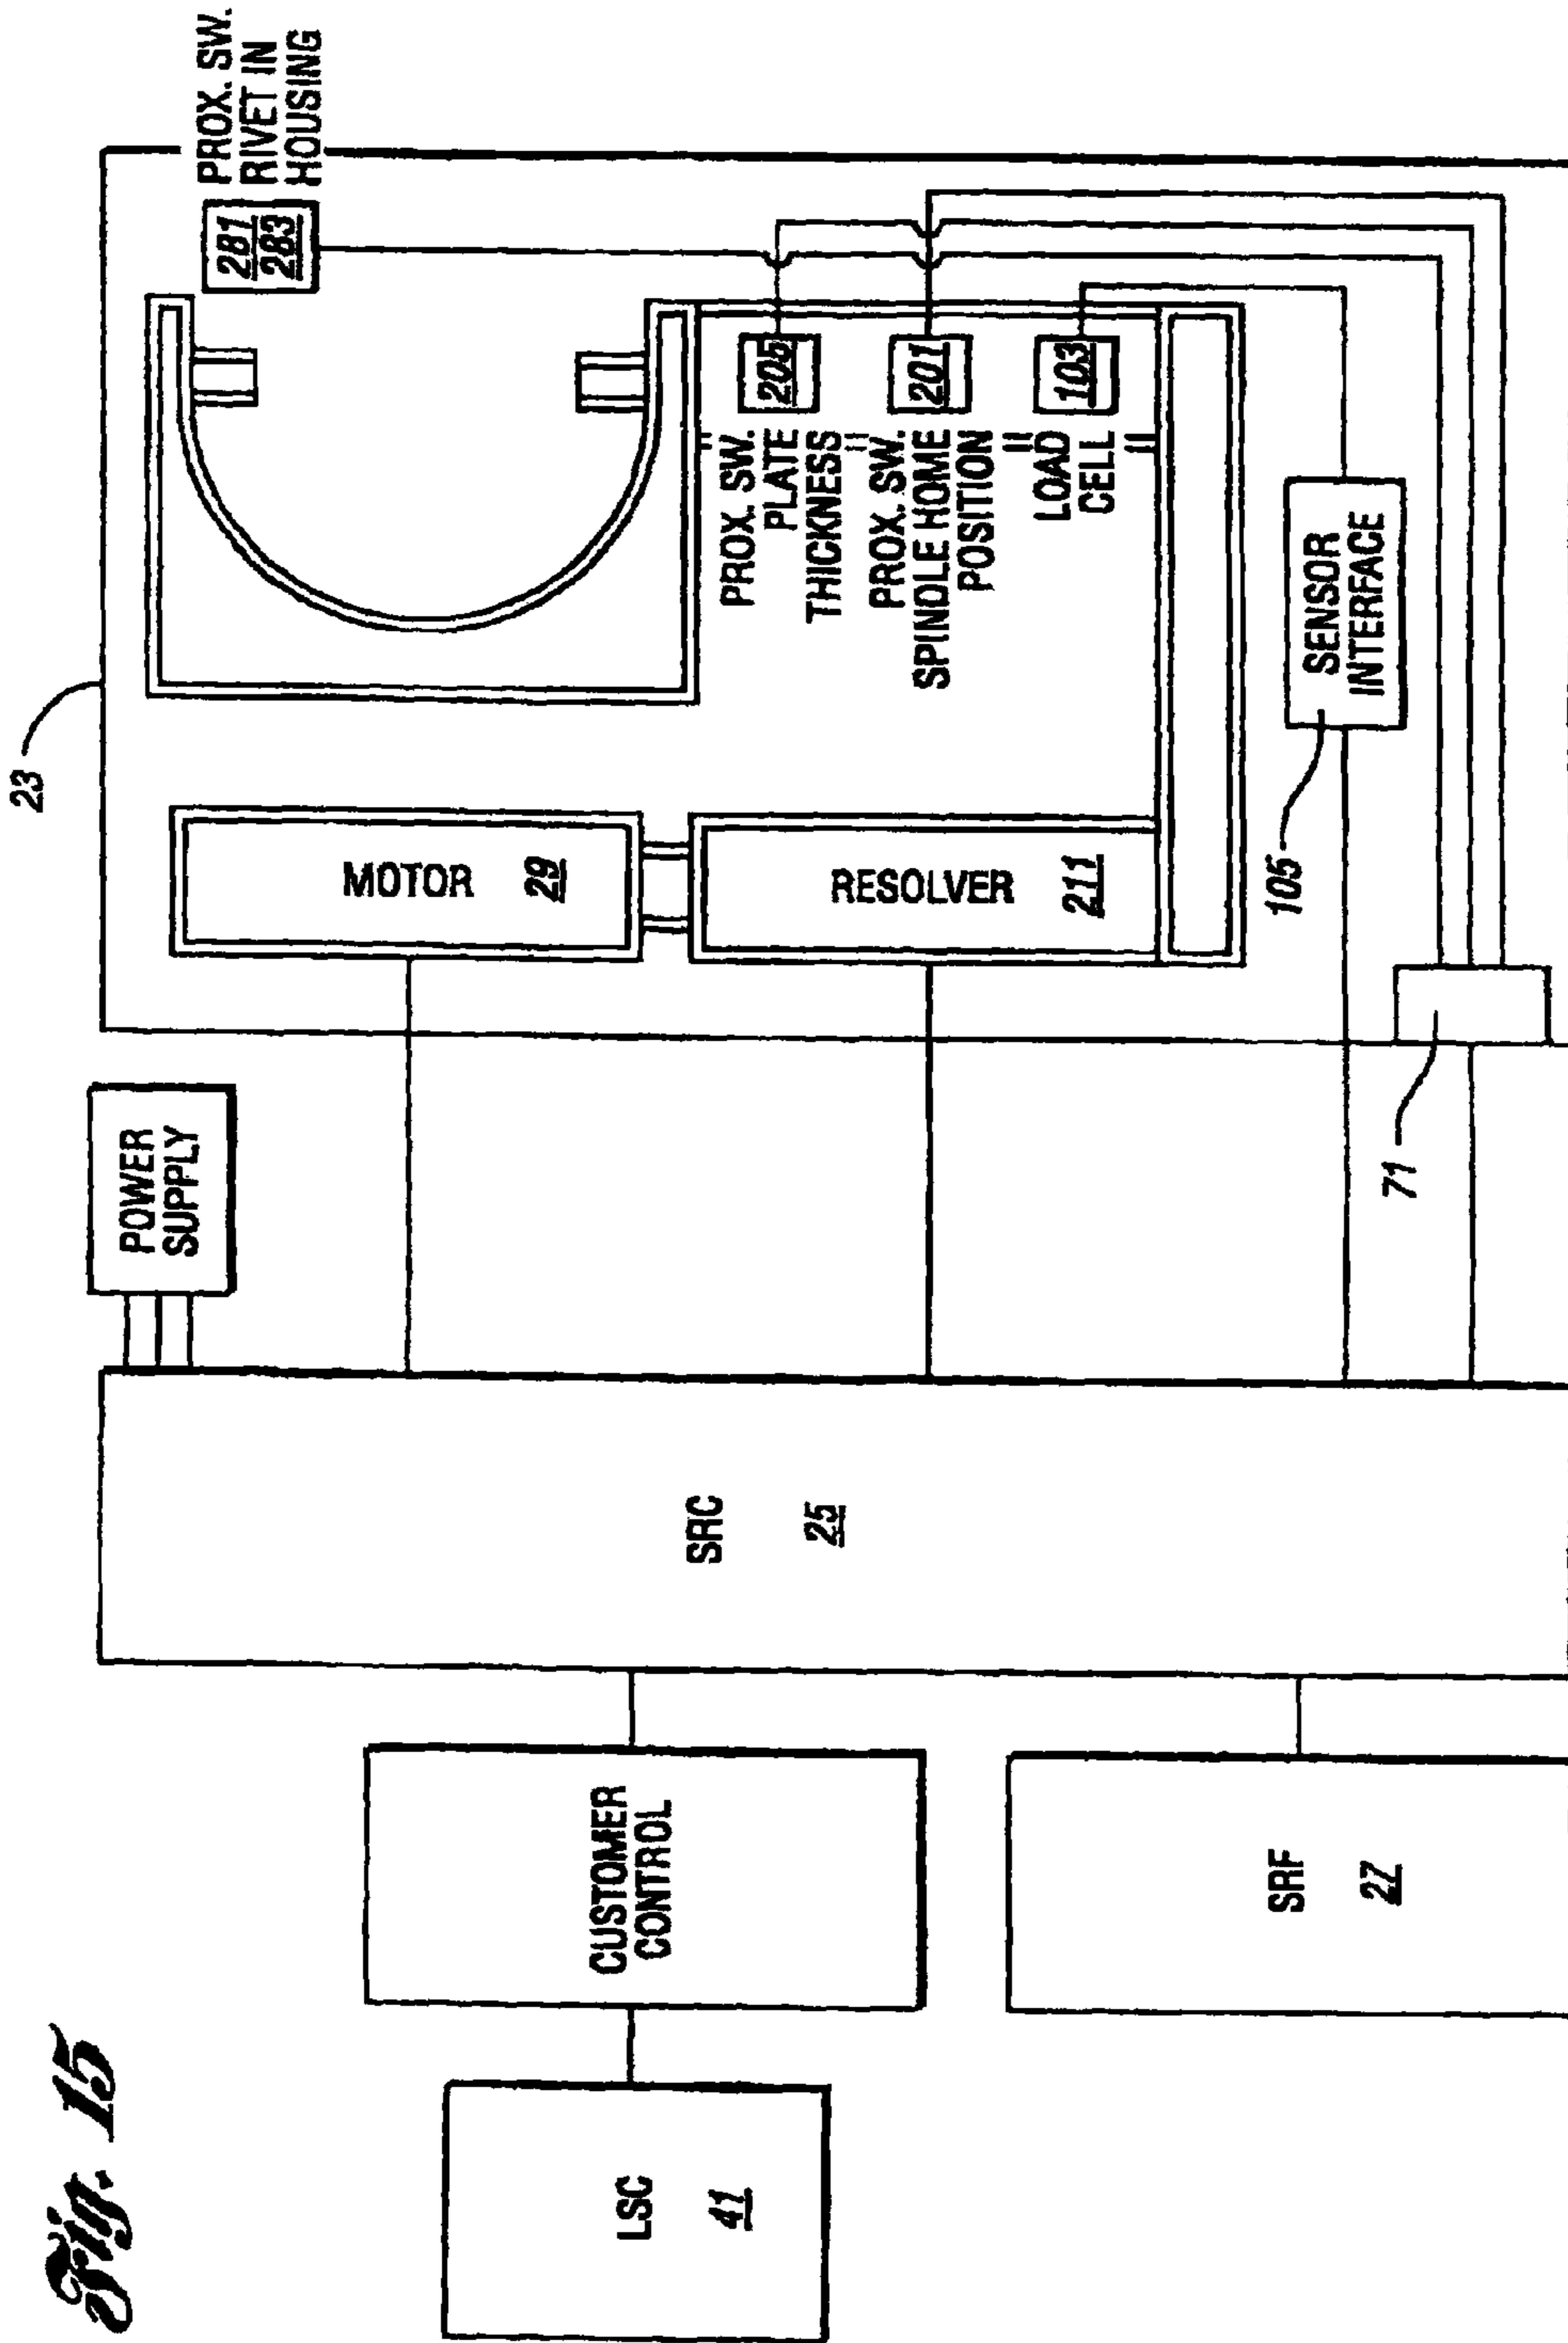 Fig. 15
LSC
41
CUSTOMER
CONTROL
SRF
27
SRC
25
POWER
SUPPLY
23
MOTOR
29
RESOLVER
211
PROX. SW.
RIVET IN
HOUSING
281
283
PROX. SW.
PLATE
THICKNESS
205
PROX. SW.
SPINDLE HOME
POSITION
201
LOAD
CELL
103
SENSOR
INTERFACE
105
71